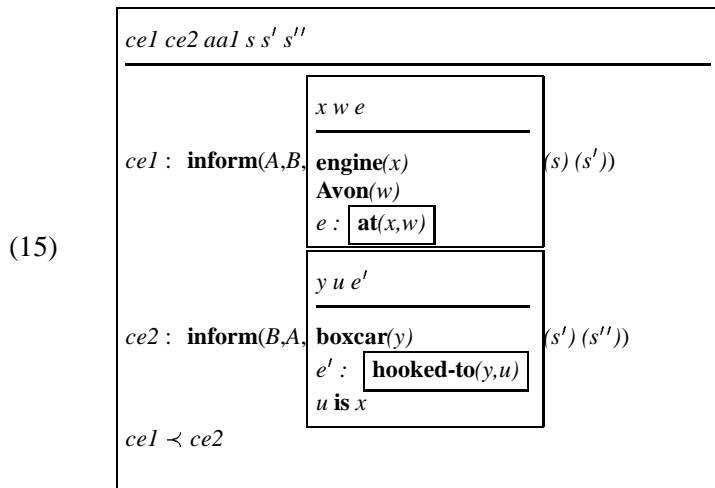 ce1 ce2 aa1 s s′ s′′
x w e
ce1 : inform(A,B, engine(x) (s) (s′))
Avon(w)
e : at(x,w)
(15)
y u e′
ce2 : inform(B,A, boxcar(y) (s′) (s′′))
e′ : hooked-to(y,u)
u is x
ce1 ≺ ce2